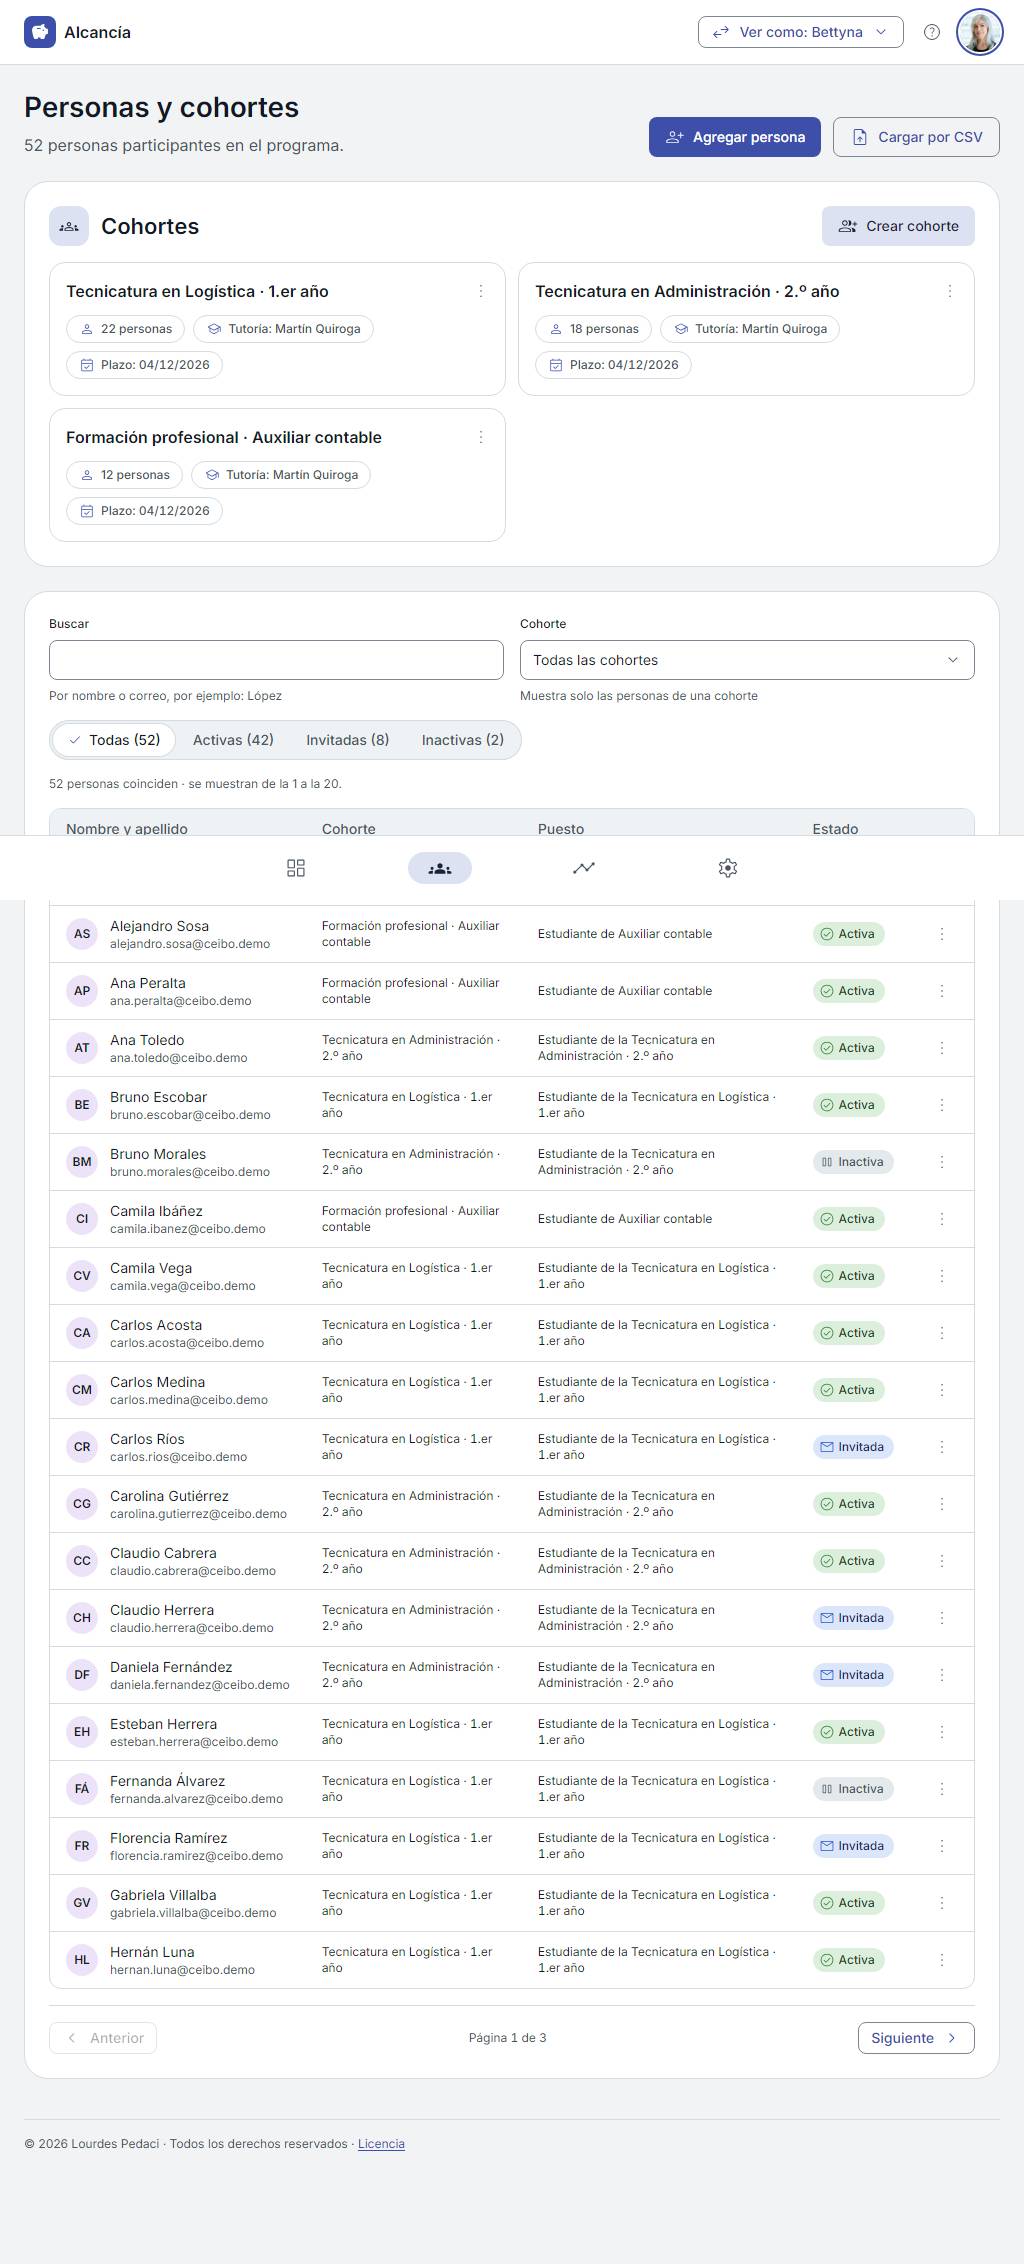 Alcancía
Ver como: Bettyna
Personas y cohortes
52 personas participantes en el programa.
Agregar persona
Cargar por CSV
Cohortes
Crear cohorte
Tecnicatura en Logística · 1.er año
22 personas
Tutoría: Martín Quiroga
Plazo: 04/12/2026
Tecnicatura en Administración · 2.º año
18 personas
Tutoría: Martín Quiroga
Plazo: 04/12/2026
Formación profesional · Auxiliar contable
12 personas
Tutoría: Martín Quiroga
Plazo: 04/12/2026
Buscar
Cohorte
Todas las cohortes
Por nombre o correo, por ejemplo: López
Muestra solo las personas de una cohorte
Todas (52)
Activas (42)
Invitadas (8)
Inactivas (2)
52 personas coinciden · se muestran de la 1 a la 20.
Nombre y apellido
Cohorte
Puesto
Estado
AS
Alejandro Sosa
alejandro.sosa@ceibo.demo
Formación profesional · Auxiliar
contable
Estudiante de Auxiliar contable
Activa
AP
Ana Peralta
ana.peralta@ceibo.demo
Formación profesional · Auxiliar
contable
Estudiante de Auxiliar contable
Activa
AT
Ana Toledo
ana.toledo@ceibo.demo
Tecnicatura en Administración ·
2.º año
Estudiante de la Tecnicatura en
Administración · 2.º año
Activa
BE
Bruno Escobar
bruno.escobar@ceibo.demo
Tecnicatura en Logística · 1.er
año
Estudiante de la Tecnicatura en Logística ·
1.er año
Activa
BM
Bruno Morales
bruno.morales@ceibo.demo
Tecnicatura en Administración ·
2.º año
Estudiante de la Tecnicatura en
Administración · 2.º año
Inactiva
CI
Camila Ibáñez
camila.ibanez@ceibo.demo
Formación profesional · Auxiliar
contable
Estudiante de Auxiliar contable
Activa
CV
Camila Vega
camila.vega@ceibo.demo
Tecnicatura en Logística · 1.er
año
Estudiante de la Tecnicatura en Logística ·
1.er año
Activa
CA
Carlos Acosta
carlos.acosta@ceibo.demo
Tecnicatura en Logística · 1.er
año
Estudiante de la Tecnicatura en Logística ·
1.er año
Activa
CM
Carlos Medina
carlos.medina@ceibo.demo
Tecnicatura en Logística · 1.er
año
Estudiante de la Tecnicatura en Logística ·
1.er año
Activa
CR
Carlos Ríos
carlos.rios@ceibo.demo
Tecnicatura en Logística · 1.er
año
Estudiante de la Tecnicatura en Logística ·
1.er año
Invitada
CG
Carolina Gutiérrez
carolina.gutierrez@ceibo.demo
Tecnicatura en Administración ·
2.º año
Estudiante de la Tecnicatura en
Administración · 2.º año
Activa
CC
Claudio Cabrera
claudio.cabrera@ceibo.demo
Tecnicatura en Administración ·
2.º año
Estudiante de la Tecnicatura en
Administración · 2.º año
Activa
CH
Claudio Herrera
claudio.herrera@ceibo.demo
Tecnicatura en Administración ·
2.º año
Estudiante de la Tecnicatura en
Administración · 2.º año
Invitada
DF
Daniela Fernández
daniela.fernandez@ceibo.demo
Tecnicatura en Administración ·
2.º año
Estudiante de la Tecnicatura en
Administración · 2.º año
Invitada
EH
Esteban Herrera
esteban.herrera@ceibo.demo
Tecnicatura en Logística · 1.er
año
Estudiante de la Tecnicatura en Logística ·
1.er año
Activa
FÁ
Fernanda Álvarez
fernanda.alvarez@ceibo.demo
Tecnicatura en Logística · 1.er
año
Estudiante de la Tecnicatura en Logística ·
1.er año
Inactiva
FR
Florencia Ramírez
florencia.ramirez@ceibo.demo
Tecnicatura en Logística · 1.er
año
Estudiante de la Tecnicatura en Logística ·
1.er año
Invitada
GV
Gabriela Villalba
gabriela.villalba@ceibo.demo
Tecnicatura en Logística · 1.er
año
Estudiante de la Tecnicatura en Logística ·
1.er año
Activa
HL
Hernán Luna
hernan.luna@ceibo.demo
Tecnicatura en Logística · 1.er
año
Estudiante de la Tecnicatura en Logística ·
1.er año
Activa
Anterior
Página 1 de 3
Siguiente
© 2026 Lourdes Pedaci · Todos los derechos reservados · Licencia